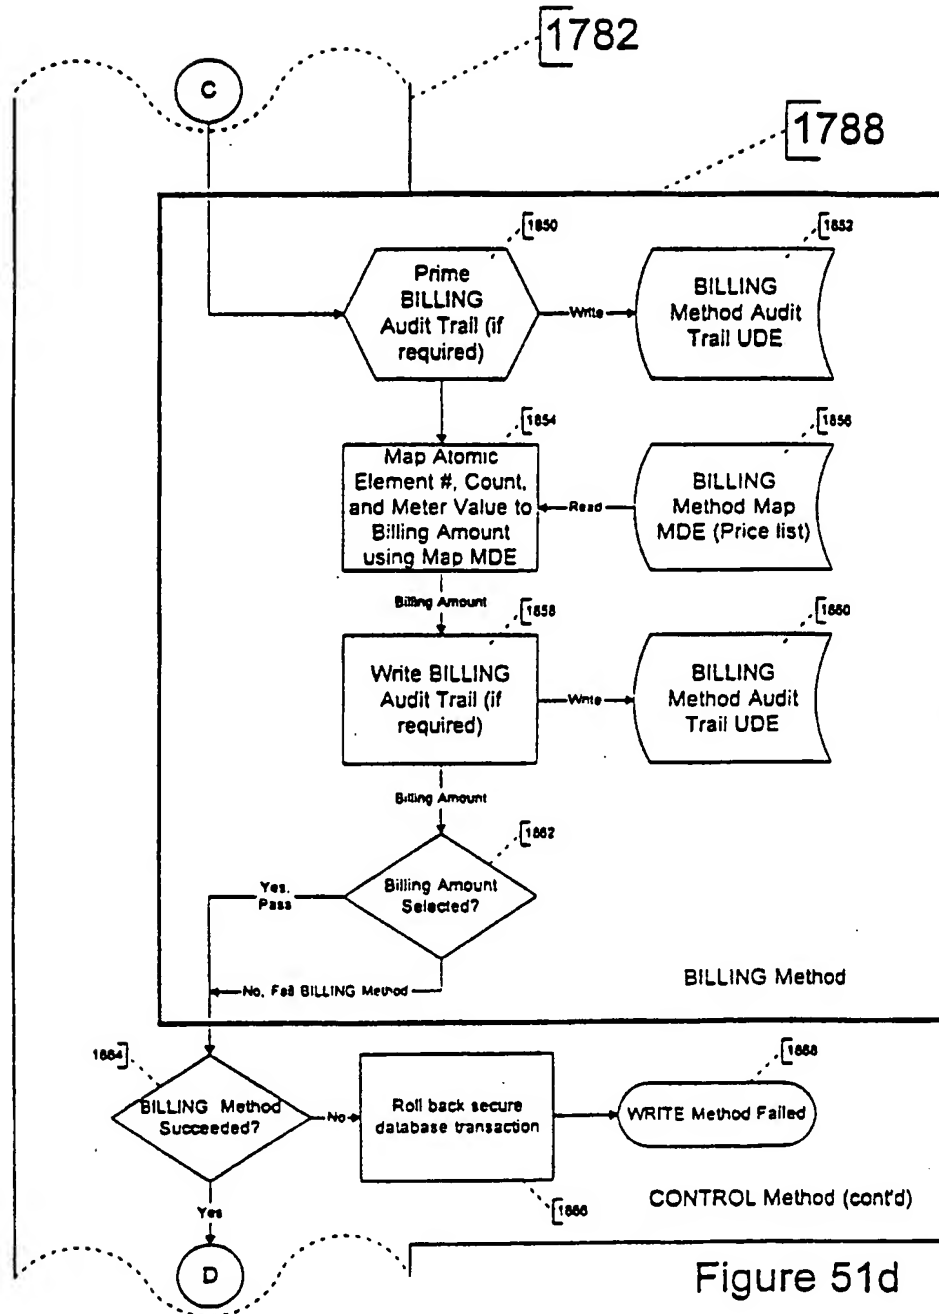 1782
C
1788
1850
Prime
BILLING
Audit Trail (if
required)
Write
1852
BILLING
Method Audit
Trail UDE
1854
Map Atomic
Element #, Count,
and Meter Value to
Billing Amount
using Map MDE
Read
1856
BILLING
Method Map
MDE (Price list)
Billing Amount
1858
Write BILLING
Audit Trail (if
required)
Write
1860
BILLING
Method Audit
Trail UDE
Billing Amount
1862
Billing Amount
Selected?
Yes,
Pass
No, Fail BILLING Method
BILLING Method
1864
BILLING Method
Succeeded?
No
Roll back secure
database transaction
1866
1868
WRITE Method Failed
CONTROL Method (cont'd)
Yes
D
Figure 51d